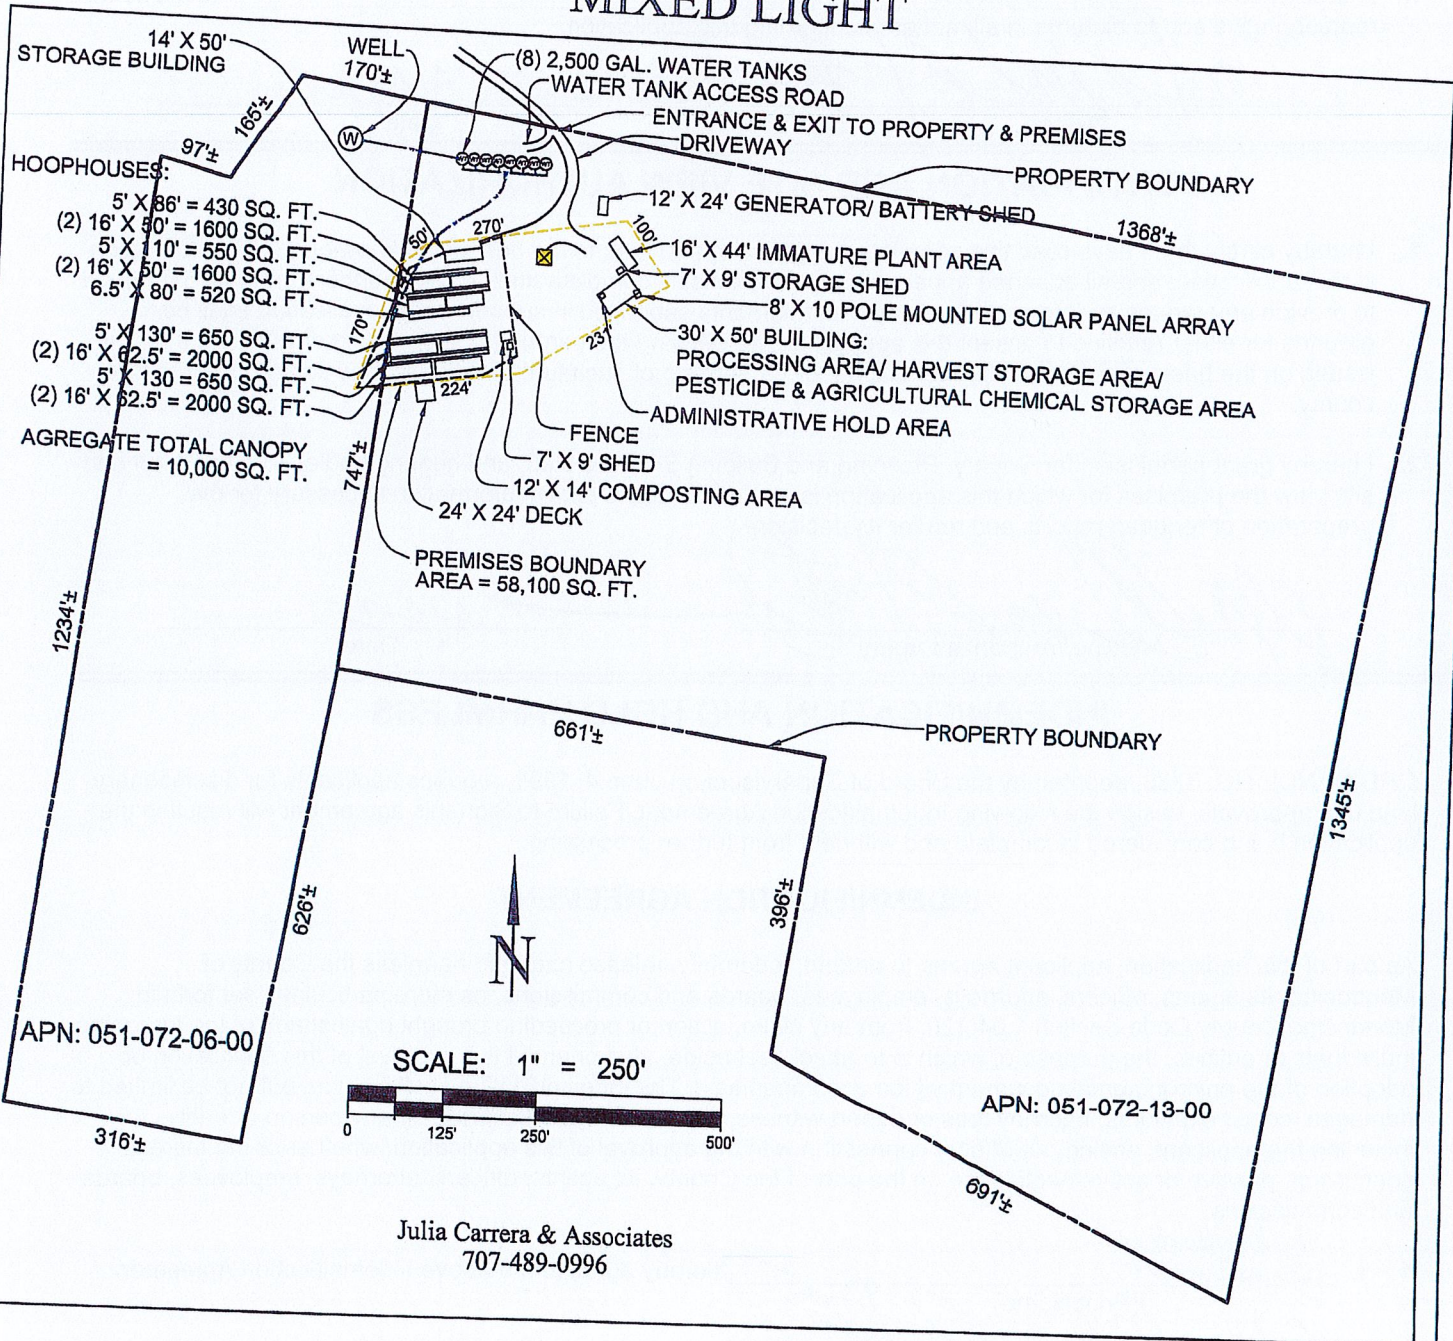 MIXED LIGHT
14' X 50'
STORAGE BUILDING
WELL
170'±
(8) 2,500 GAL. WATER TANKS
WATER TANK ACCESS ROAD
ENTRANCE & EXIT TO PROPERTY & PREMISES
DRIVEWAY
PROPERTY BOUNDARY
165'±
97'±
W
12' X 24' GENERATOR/ BATTERY SHED
1368'±
HOOPHOUSES:
5' X 86' = 430 SQ. FT.
(2) 16' X 50' = 1600 SQ. FT.
5' X 110' = 550 SQ. FT.
(2) 16' X 50' = 1600 SQ. FT.
6.5' X 80' = 520 SQ. FT.
5' X 130' = 650 SQ. FT.
(2) 16' X 62.5' = 2000 SQ. FT.
5' X 130 = 650 SQ. FT.
(2) 16' X 62.5' = 2000 SQ. FT.
AGREGATE TOTAL CANOPY
= 10,000 SQ. FT.
50'
270'
100'
170'
231'
224'
16' X 44' IMMATURE PLANT AREA
7' X 9' STORAGE SHED
8' X 10 POLE MOUNTED SOLAR PANEL ARRAY
30' X 50' BUILDING:
PROCESSING AREA/ HARVEST STORAGE AREA/
PESTICIDE & AGRICULTURAL CHEMICAL STORAGE AREA
ADMINISTRATIVE HOLD AREA
FENCE
7' X 9' SHED
12' X 14' COMPOSTING AREA
24' X 24' DECK
747'±
PREMISES BOUNDARY
AREA = 58,100 SQ. FT.
1234'±
661'±
PROPERTY BOUNDARY
1345'±
626'±
396'±
N
APN: 051-072-06-00
316'±
SCALE: 1" = 250'
0 125' 250' 500'
APN: 051-072-13-00
691'±
Julia Carrera & Associates
707-489-0996